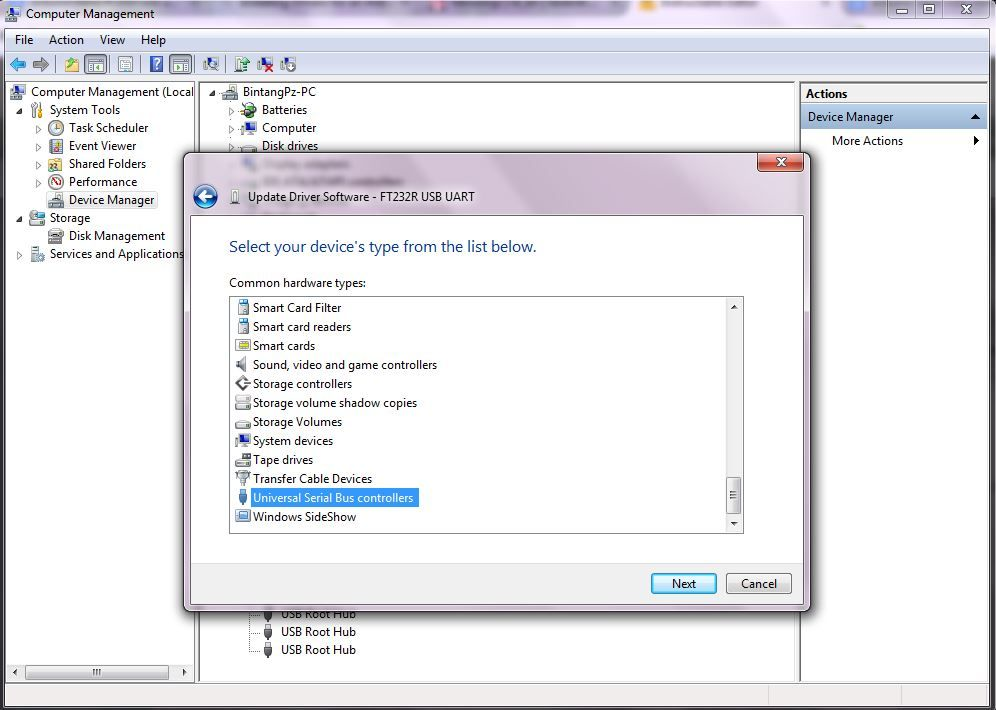 Computer Management
File Action View Help
Computer Management (Local
System Tools
Task Scheduler
Event Viewer
Shared Folders
Performance
Device Manager
Storage
Disk Management
Services and Applications
BintangPz-PC
Batteries
Computer
Disk drives
Display adapters
Update Driver Software - FT232R USB UART
Select your device's type from the list below.
Common hardware types:
Smart Card Filter
Smart card readers
Smart cards
Sound, video and game controllers
Storage controllers
Storage volume shadow copies
Storage Volumes
System devices
Tape drives
Transfer Cable Devices
Universal Serial Bus controllers
Windows SideShow
Next
Cancel
USB Root Hub
USB Root Hub
USB Root Hub
Actions
Device Manager
More Actions